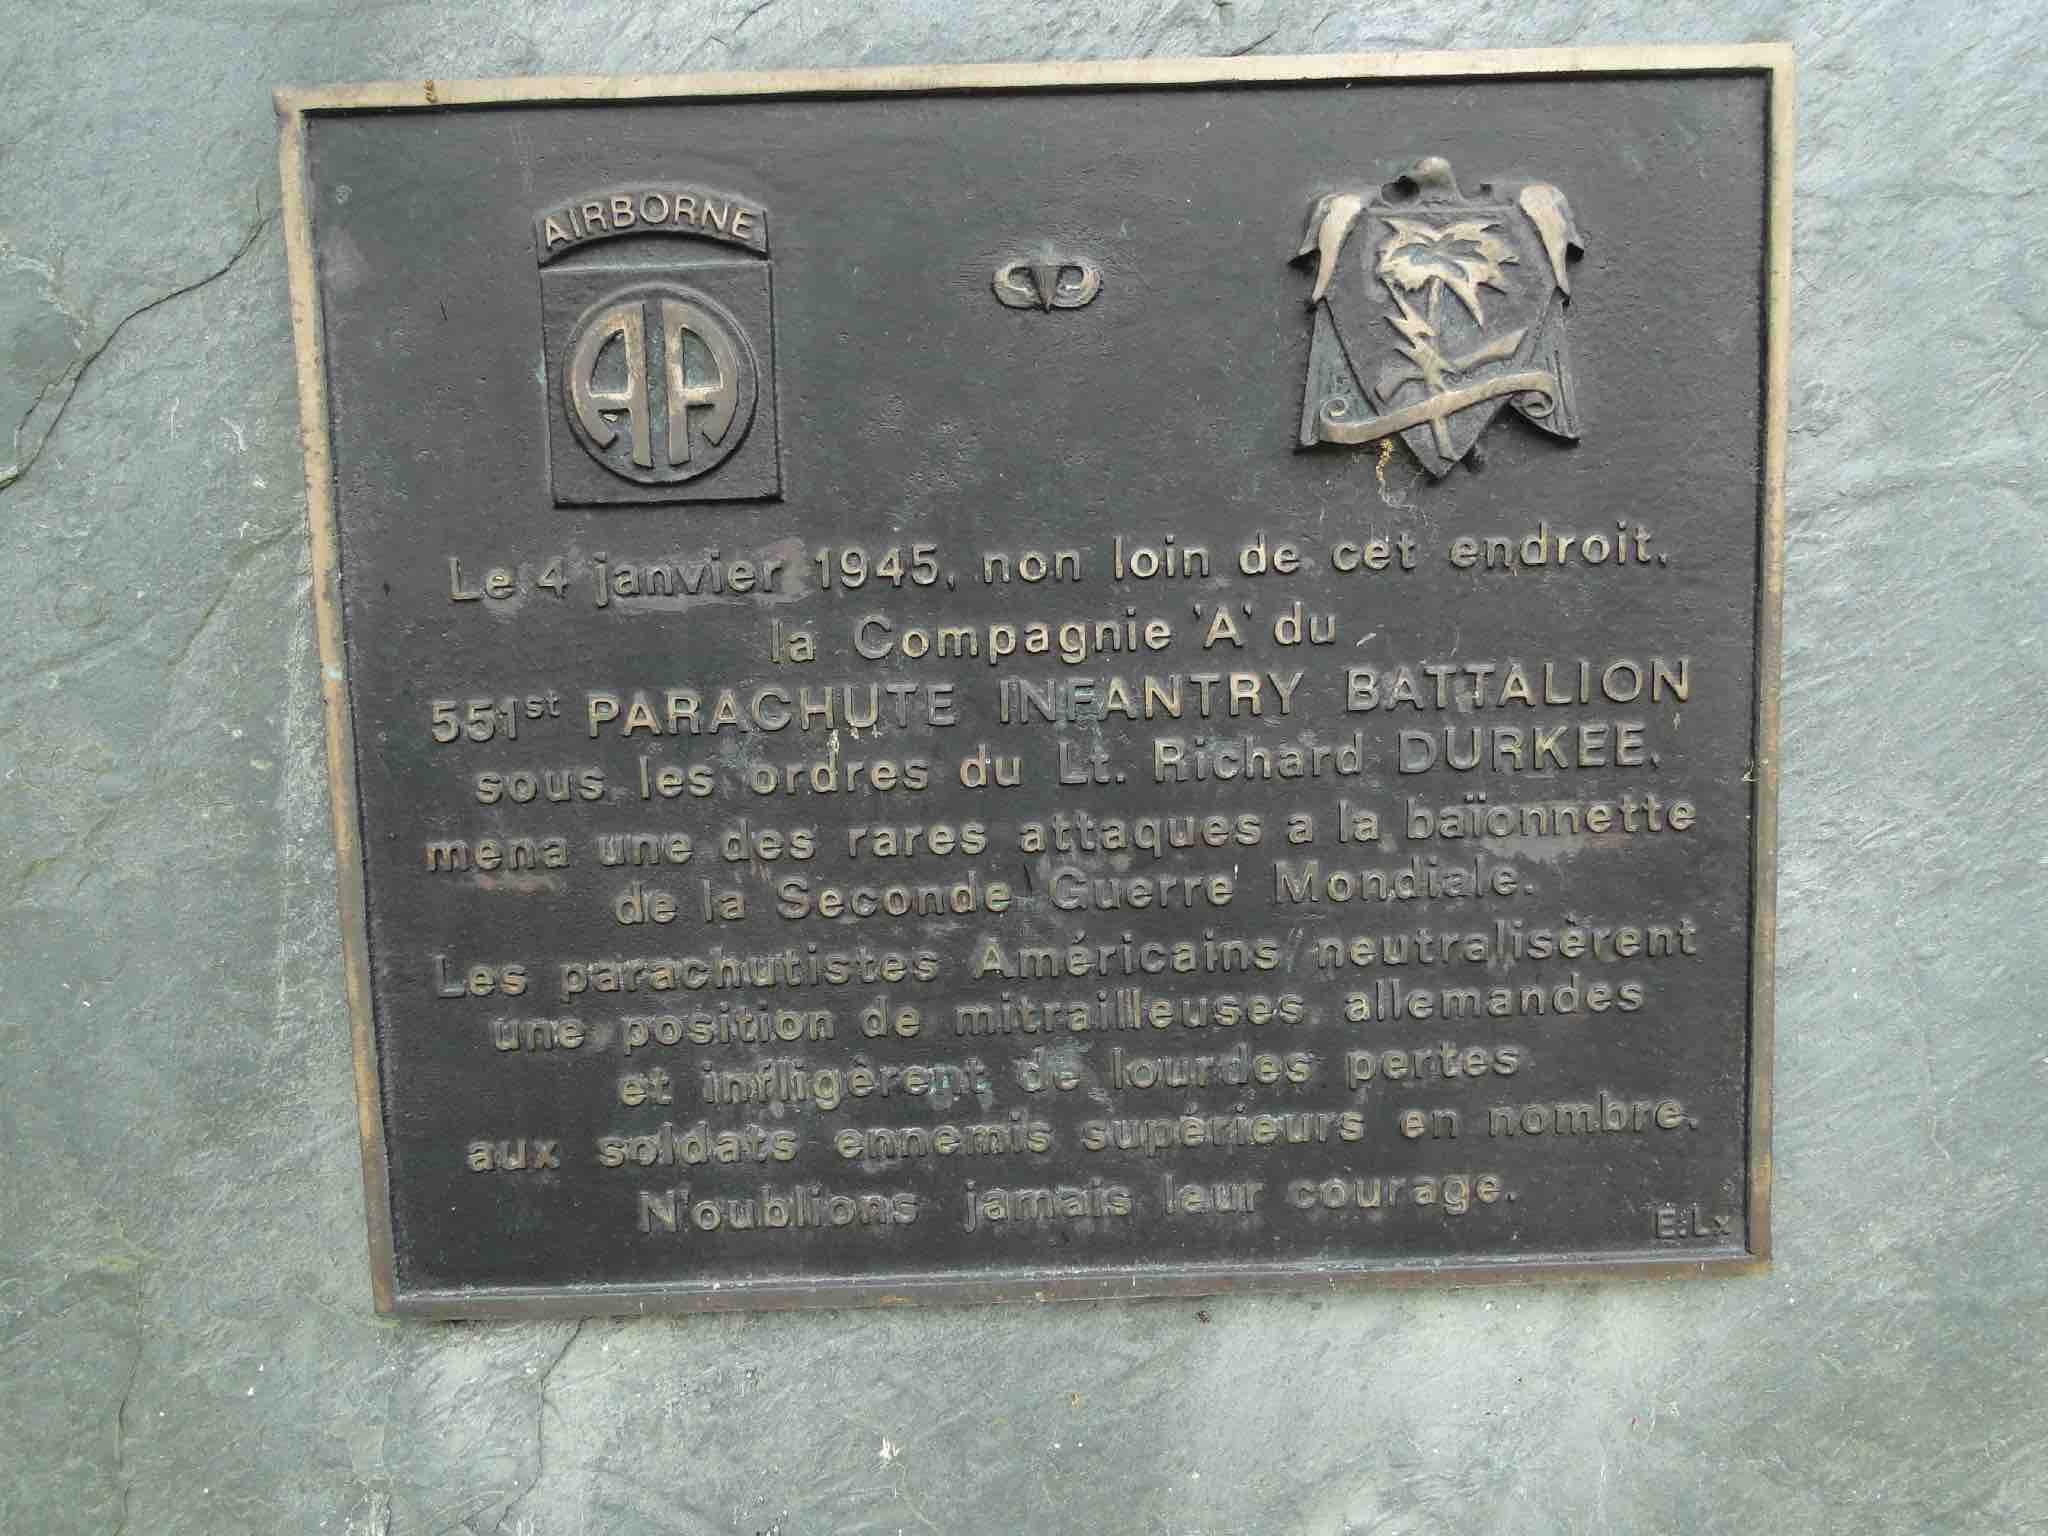 AIRBORNE
AA
Le 4 janvier 1945, non loin de cet endroit,
la Compagnie 'A' du
551st PARACHUTE INFANTRY BATTALION
sous les ordres du Lt. Richard DURKEE,
mena une des rares attaques a la baïonnette
de la Seconde Guerre Mondiale.
Les parachutistes Américains neutralisèrent
une position de mitrailleuses allemandes
et infligèrent de lourdes pertes
aux soldats ennemis supérieurs en nombre.
N'oublions jamais leur courage.
E.Lx